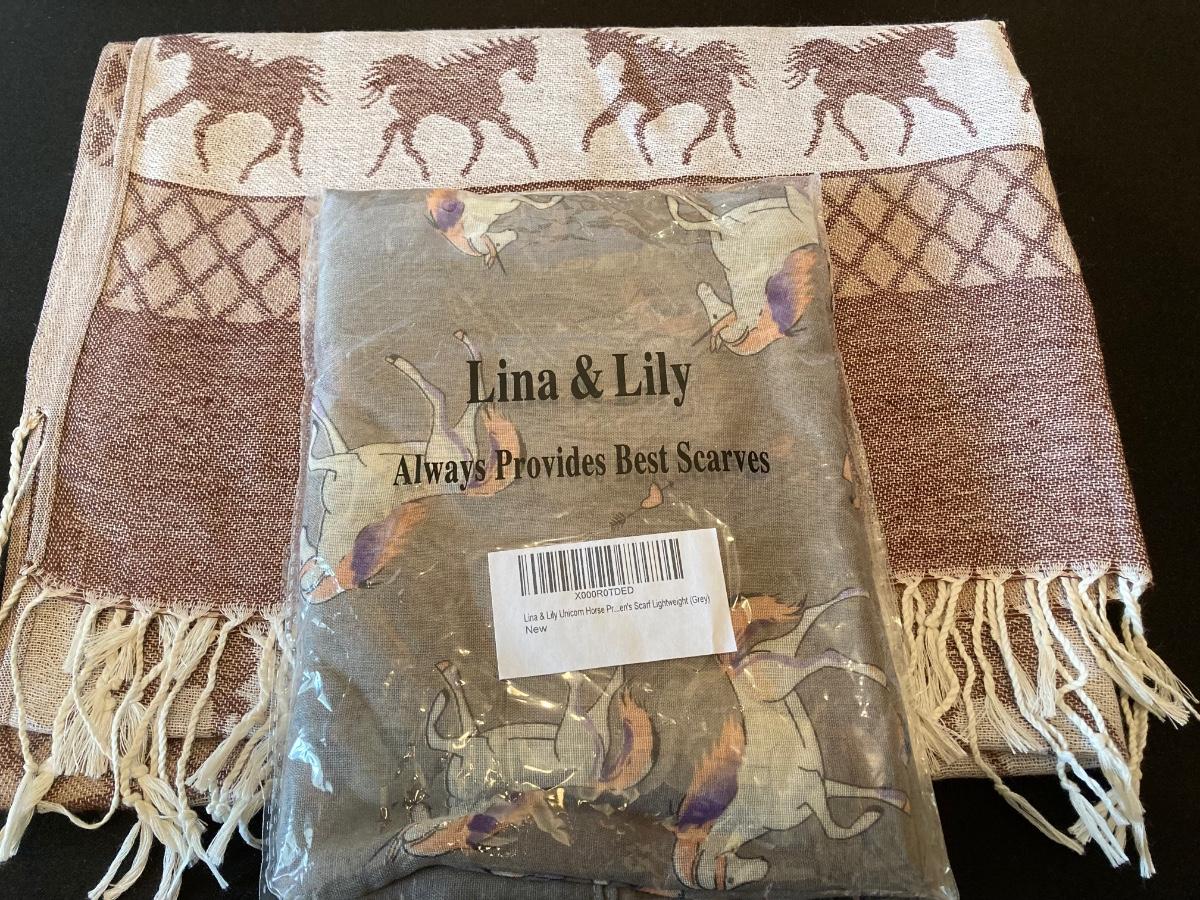 Lina & Lily
Always Provides Best Scarves
X000R0TDED
Lina & Lily Unicorn Horse Pr...en's Scarf Lightweight (Grey)
New